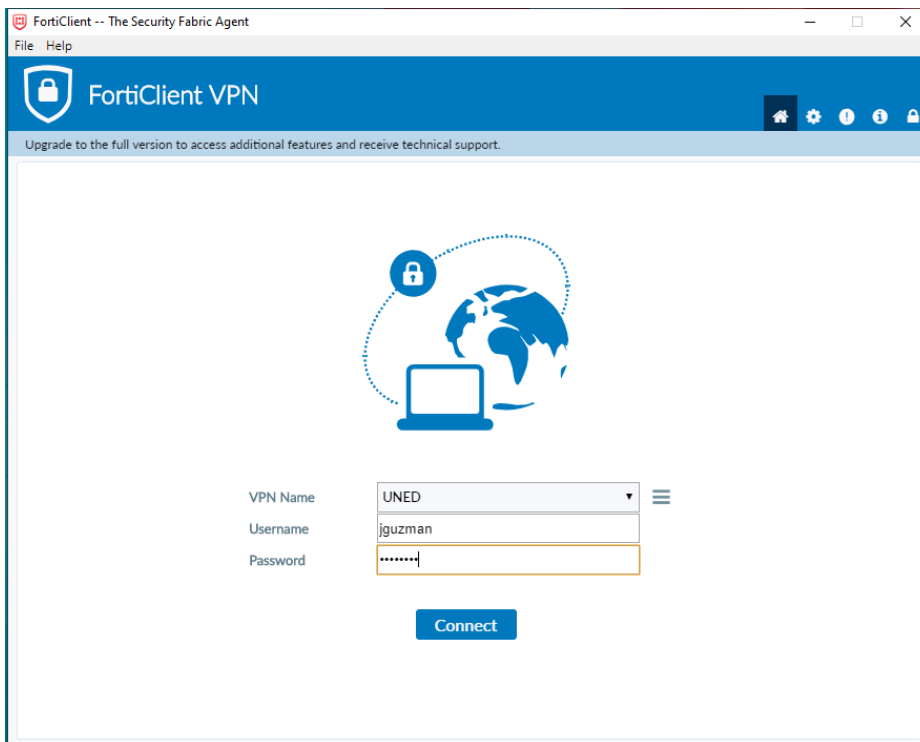 FortiClient -- The Security Fabric Agent
File Help
FortiClient VPN
Upgrade to the full version to access additional features and receive technical support.
VPN Name UNED
Username jguzman
Password ••••••••
Connect